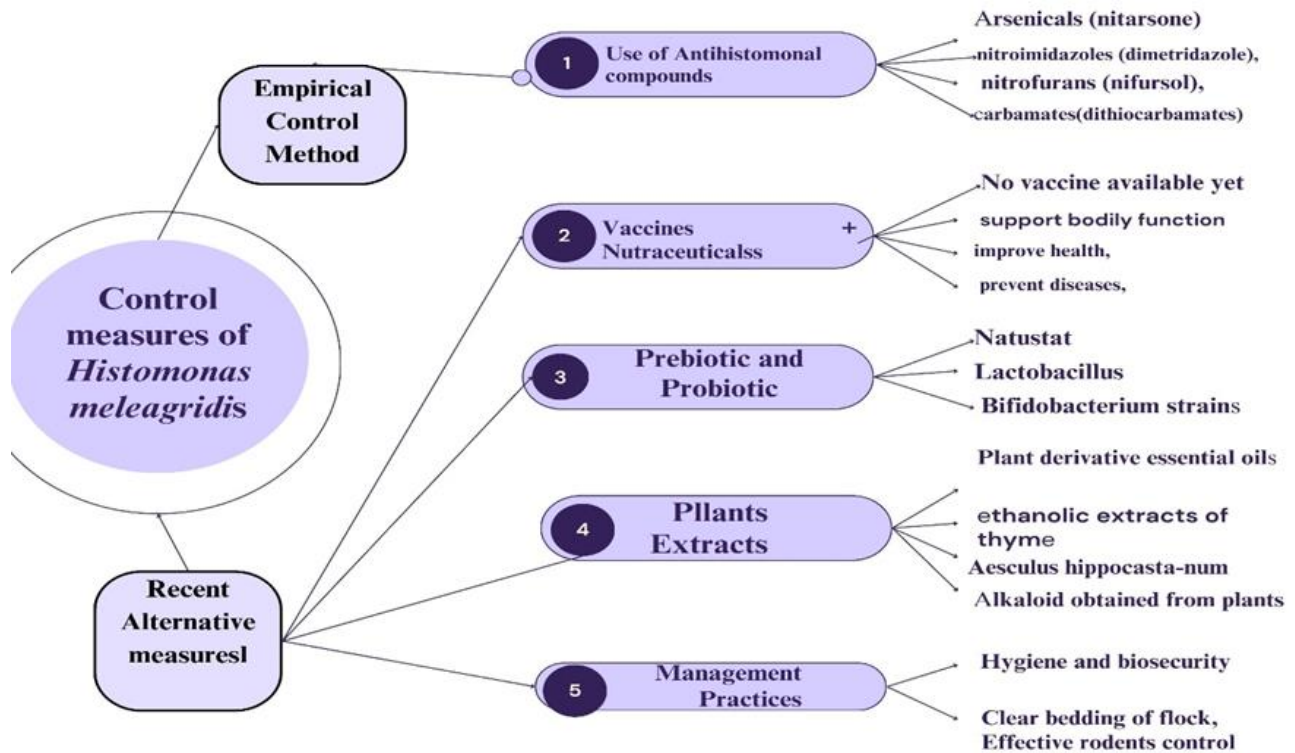 Control
measures of
Histomonas
meleagridis
Empirical
Control
Method
Recent
Alternative
measuresl
1
Use of Antihistomonal
compounds
Arsenicals (nitarsone)
nitroimidazoles (dimetridazole),
nitrofurans (nifursol),
carbamates(dithiocarbamates)
2
Vaccines +
Nutraceuticalss
No vaccine available yet
support bodily function
improve health,
prevent diseases,
3
Prebiotic and
Probiotic
Natustat
Lactobacillus
Bifidobacterium strains
4
Pllants
Extracts
Plant derivative essential oils
ethanolic extracts of
thyme
Aesculus hippocasta-num
Alkaloid obtained from plants
5
Management
Practices
Hygiene and biosecurity
Clear bedding of flock,
Effective rodents control